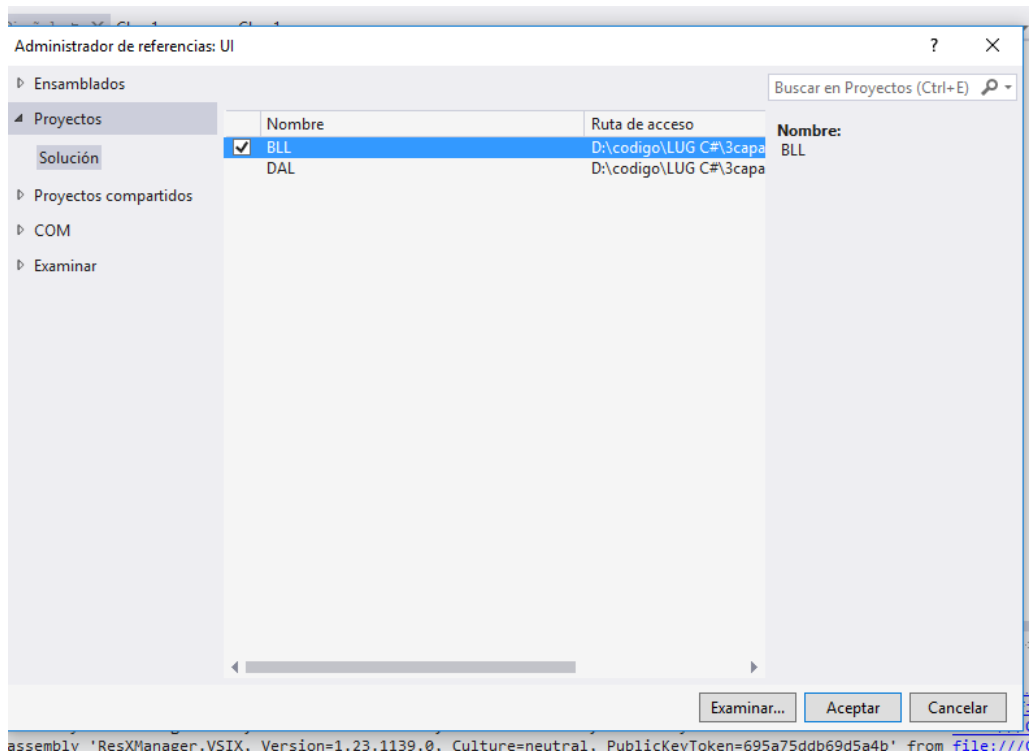 Administrador de referencias: UI
?
Ensamblados
Buscar en Proyectos (Ctrl+E)
Proyectos
Nombre Ruta de acceso
Nombre:
BLL D:\codigo\LUG C#\3capa
BLL
Solución
DAL D:\codigo\LUG C#\3capa
Proyectos compartidos
COM
Examinar
Examinar... Aceptar Cancelar
assembly 'ResXManager.VSIX, Version=1.23.1139.0, Culture=neutral, PublicKeyToken=695a75ddb69d5a4b' from file:///